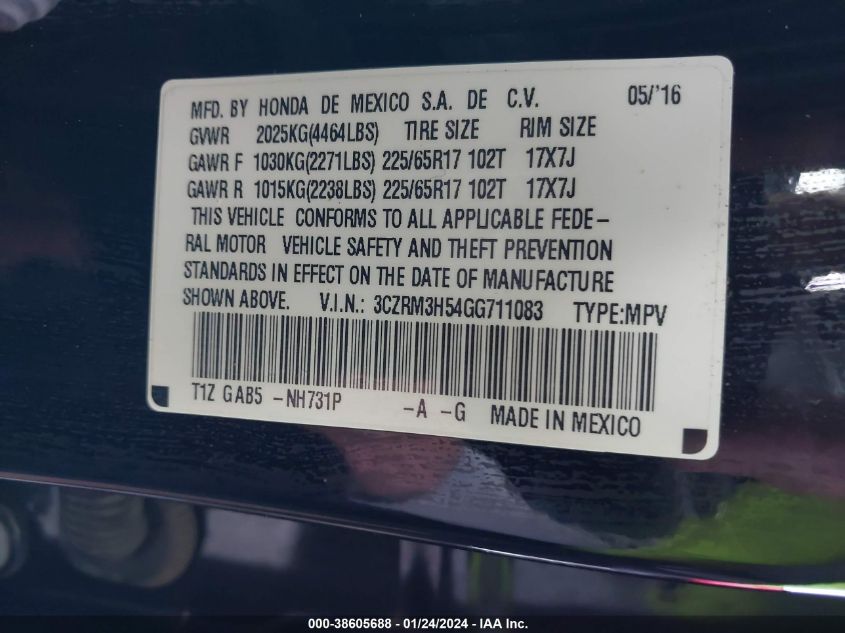 MFD. BY HONDA DE MEXICO S.A. DE C.V. 05/'16
GVWR 2025KG(4464LBS) TIRE SIZE RIM SIZE
GAWR F 1030KG(2271LBS) 225/65R17 102T 17X7J
GAWR R 1015KG(2238LBS) 225/65R17 102T 17X7J
THIS VEHICLE CONFORMS TO ALL APPLICABLE FEDE-
RAL MOTOR VEHICLE SAFETY AND THEFT PREVENTION
STANDARDS IN EFFECT ON THE DATE OF MANUFACTURE
SHOWN ABOVE. V.I.N.: 3CZRM3H54GG711083 TYPE:MPV
T1Z GAB5 -NH731P -A -G MADE IN MEXICO
000-38605688 - 01/24/2024 - IAA Inc.